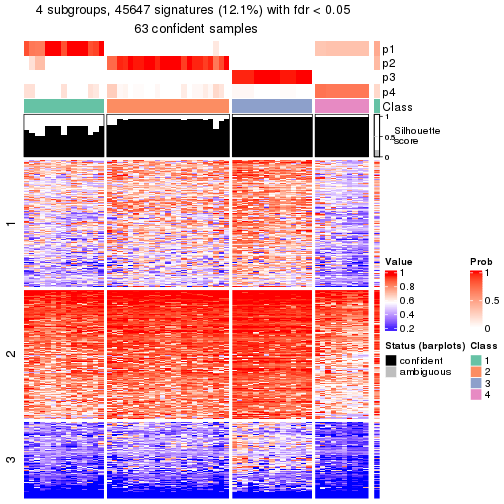 4 subgroups, 45647 signatures (12.1%) with fdr < 0.05
63 confident samples
p1
p2
p3
p4
Class
1
0.5
0
Silhouette
score
1
2
3
Value
1
0.8
0.6
0.4
0.2
Prob
1
0.5
0
Status (barplots)
confident
ambiguous
Class
1
2
3
4